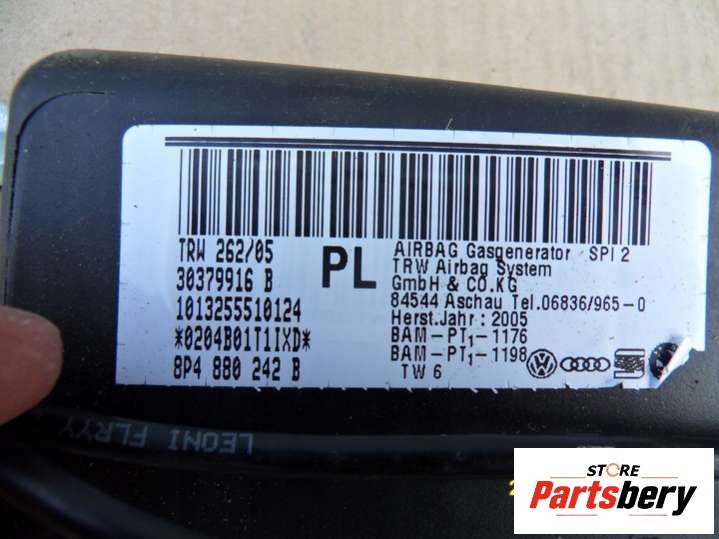 TRW 262/05
30379916 B
1013255510124
*0204B01T1IXD*
8P4 880 242 B
PL
AIRBAG Gasgenerator SPI 2
TRW Airbag System
GmbH & CO.KG
84544 Aschau Tel.06836/965-0
Herst.Jahr : 2005
BAM-PT₁-1176
BAM-PT₁-1198
TW 6
LEONI FLRYY
STORE
Partsbery